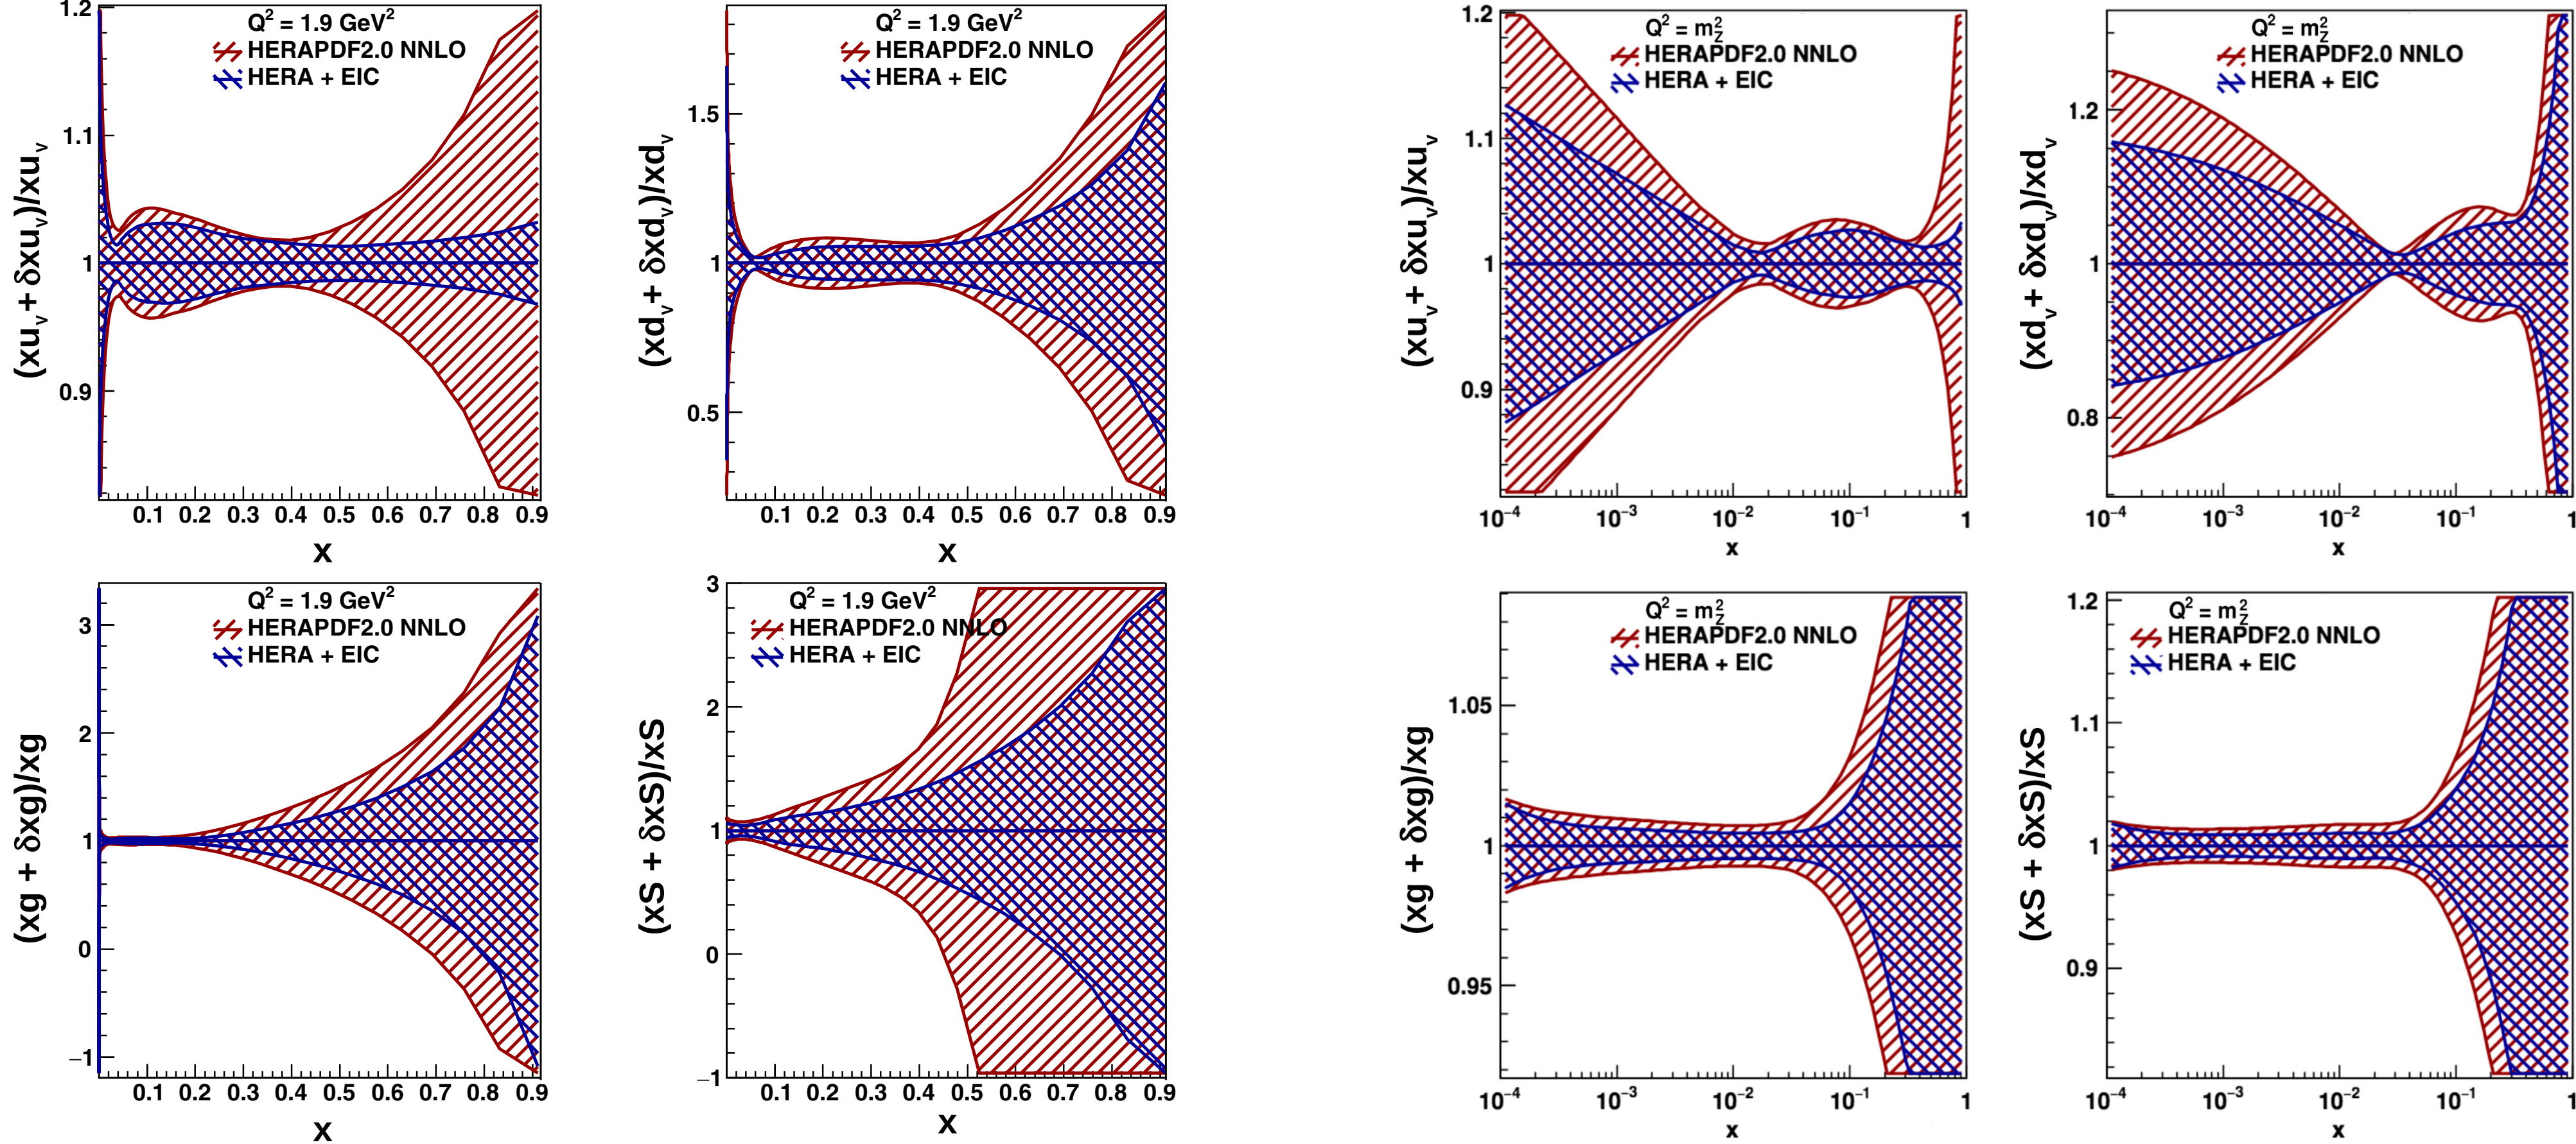 Q² = 1.9 GeV²
HERAPDF2.0 NNLO
HERA + EIC
(xu_v + δxu_v)/xu_v
1.2
1.1
1
0.9
0.1 0.2 0.3 0.4 0.5 0.6 0.7 0.8 0.9
x
Q² = 1.9 GeV²
HERAPDF2.0 NNLO
HERA + EIC
(xd_v + δxd_v)/xd_v
1.5
1
0.5
0.1 0.2 0.3 0.4 0.5 0.6 0.7 0.8 0.9
x
Q² = m_Z²
HERAPDF2.0 NNLO
HERA + EIC
(xu_v + δxu_v)/xu_v
1.2
1.1
1
0.9
10⁻⁴ 10⁻³ 10⁻² 10⁻¹ 1
x
Q² = m_Z²
HERAPDF2.0 NNLO
HERA + EIC
(xd_v + δxd_v)/xd_v
1.2
1
0.8
10⁻⁴ 10⁻³ 10⁻² 10⁻¹ 1
x
Q² = 1.9 GeV²
HERAPDF2.0 NNLO
HERA + EIC
(xg + δxg)/xg
3
2
1
0
−1
0.1 0.2 0.3 0.4 0.5 0.6 0.7 0.8 0.9
x
Q² = 1.9 GeV²
HERAPDF2.0 NNLO
HERA + EIC
(xS + δxS)/xS
3
2
1
0
−1
0.1 0.2 0.3 0.4 0.5 0.6 0.7 0.8 0.9
x
Q² = m_Z²
HERAPDF2.0 NNLO
HERA + EIC
(xg + δxg)/xg
1.05
1
0.95
10⁻⁴ 10⁻³ 10⁻² 10⁻¹ 1
x
Q² = m_Z²
HERAPDF2.0 NNLO
HERA + EIC
(xS + δxS)/xS
1.2
1.1
1
0.9
10⁻⁴ 10⁻³ 10⁻² 10⁻¹ 1
x